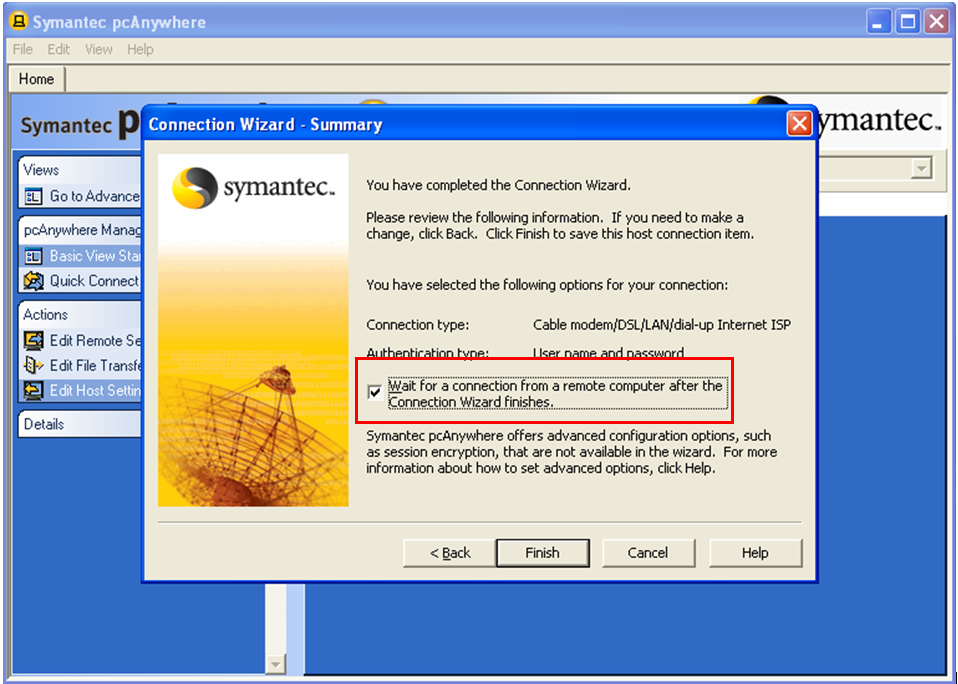 Symantec pcAnywhere
File Edit View Help
Home
Symantec
symantec.
Views
Go to Advance
pcAnywhere Manag
Basic View Sta
Quick Connect
Actions
Edit Remote Se
Edit File Transfe
Edit Host Settin
Details
Connection Wizard - Summary
symantec.
You have completed the Connection Wizard.
Please review the following information. If you need to make a
change, click Back. Click Finish to save this host connection item.
You have selected the following options for your connection:
Connection type: Cable modem/DSL/LAN/dial-up Internet ISP
Authentication type: User name and password
Wait for a connection from a remote computer after the
Connection Wizard finishes.
Symantec pcAnywhere offers advanced configuration options, such
as session encryption, that are not available in the wizard. For more
information about how to set advanced options, click Help.
< Back Finish Cancel Help